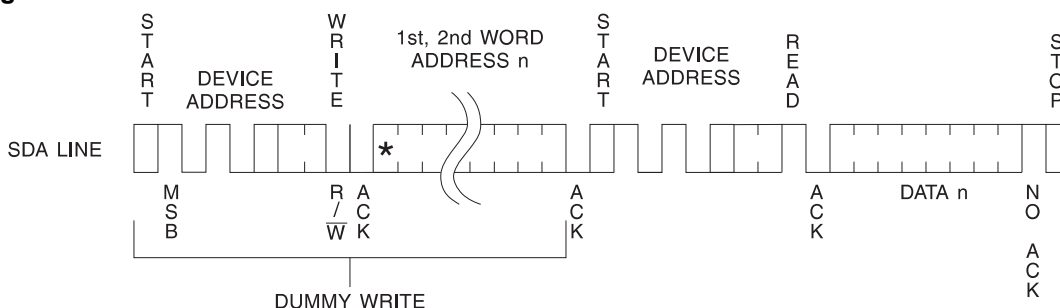 START
WRITE
1st, 2nd WORD
ADDRESS n
START
READ
STOP
DEVICE
ADDRESS
DEVICE
ADDRESS
SDA LINE
*
MSB
R/W̅
ACK
ACK
ACK
DATA n
NO ACK
DUMMY WRITE